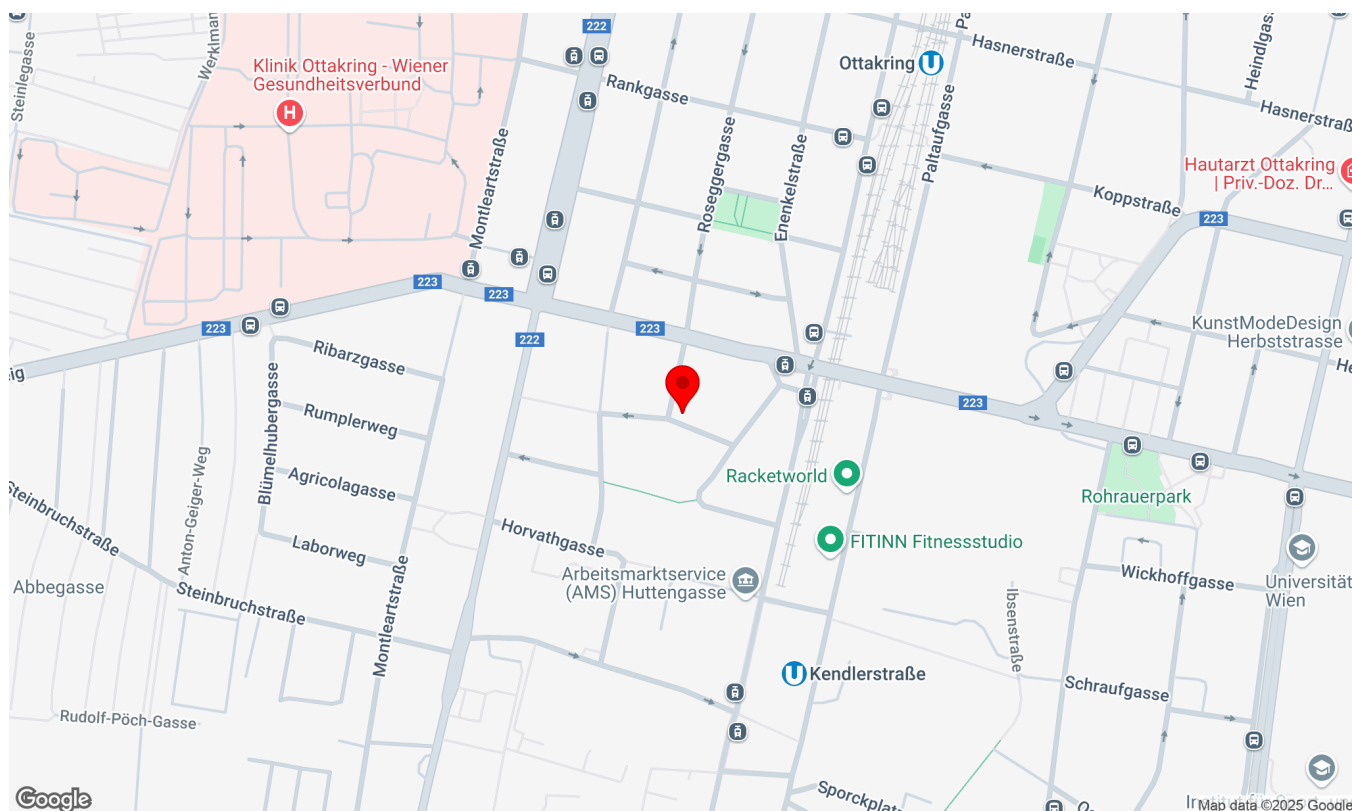 222
Hasnerstraße
Heindlgasse
Steinlegasse
Klinik Ottakring - Wiener
Gesundheitsverbund
H
Ottakring
U
Rankgasse
Paltaufgasse
Hasnerstraße
Montleartstraße
Roseggergasse
Enenkelstraße
Hautarzt Ottakring
| Priv.-Doz. Dr...
Koppstraße
223
223
223
223
223
222
KunstModeDesign
Herbststrasse
Ribarzgasse
Rumplerweg
223
Blümelhubergasse
Anton-Geiger-Weg
Agricolagasse
Racketworld
Rohrauerpark
Steinbruchstraße
Horvathgasse
FITINN Fitnessstudio
Laborweg
Arbeitsmarktservice
(AMS) Huttengasse
Wickhoffgasse
Universität
Wien
Abbegasse
Steinbruchstraße
Montleartstraße
Ibsenstraße
U
Kendlerstraße
Schraufgasse
Rudolf-Pöch-Gasse
Google
Map data ©2025 Google